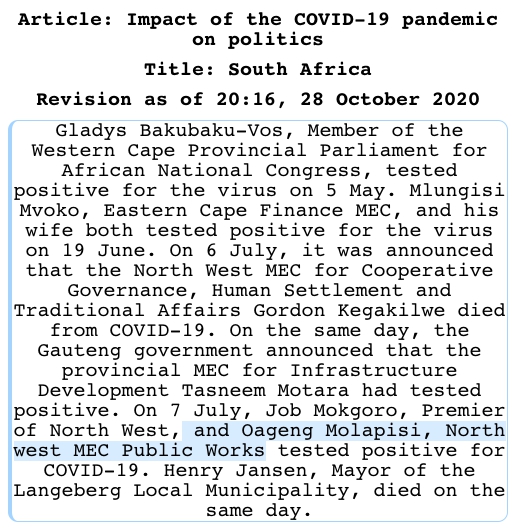 Article: Impact of the COVID-19 pandemic
on politics
Title: South Africa
Revision as of 20:16, 28 October 2020
Gladys Bakubaku-Vos, Member of the
Western Cape Provincial Parliament for
African National Congress, tested
positive for the virus on 5 May. Mlungisi
Mvoko, Eastern Cape Finance MEC, and his
wife both tested positive for the virus
on 19 June. On 6 July, it was announced
that the North West MEC for Cooperative
Governance, Human Settlement and
Traditional Affairs Gordon Kegakilwe died
from COVID-19. On the same day, the
Gauteng government announced that the
provincial MEC for Infrastructure
Development Tasneem Motara had tested
positive. On 7 July, Job Mokgoro, Premier
of North West, and Oageng Molapisi, North
west MEC Public Works tested positive for
COVID-19. Henry Jansen, Mayor of the
Langeberg Local Municipality, died on the
same day.